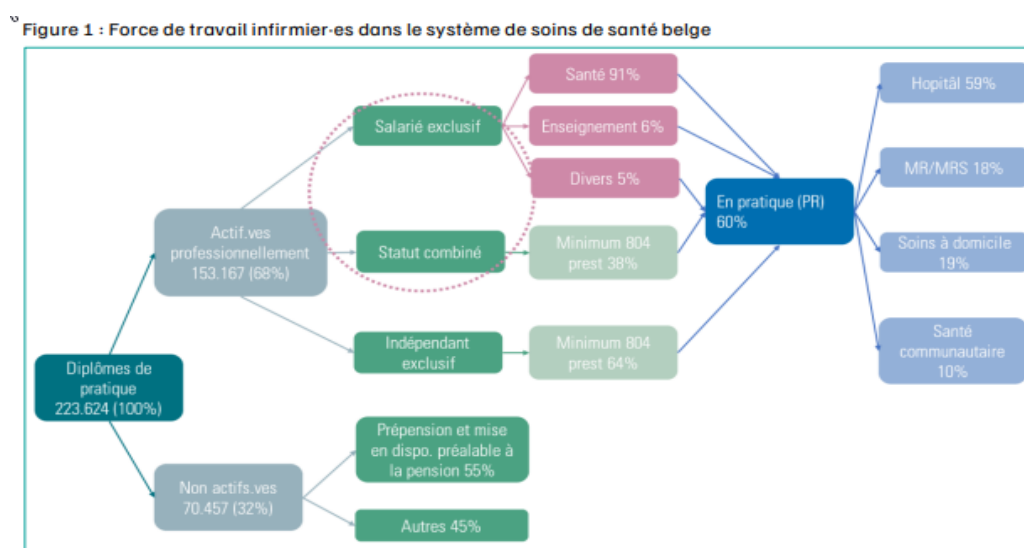 Figure 1 : Force de travail infirmier·es dans le système de soins de santé belge
Santé 91%
Hopitâl 59%
Salarié exclusif
Enseignement 6%
MR/MRS 18%
Divers 5%
En pratique (PR)
60%
Actif.ves
professionnellement
153.167 (68%)
Statut combiné
Minimum 804
prest 38%
Soins à domicile
19%
Indépendant
exclusif
Minimum 804
prest 64%
Santé
communautaire
10%
Diplômes de
pratique
223.624 (100%)
Prépension et mise
en dispo. préalable à
la pension 55%
Non actifs.ves
70.457 (32%)
Autres 45%